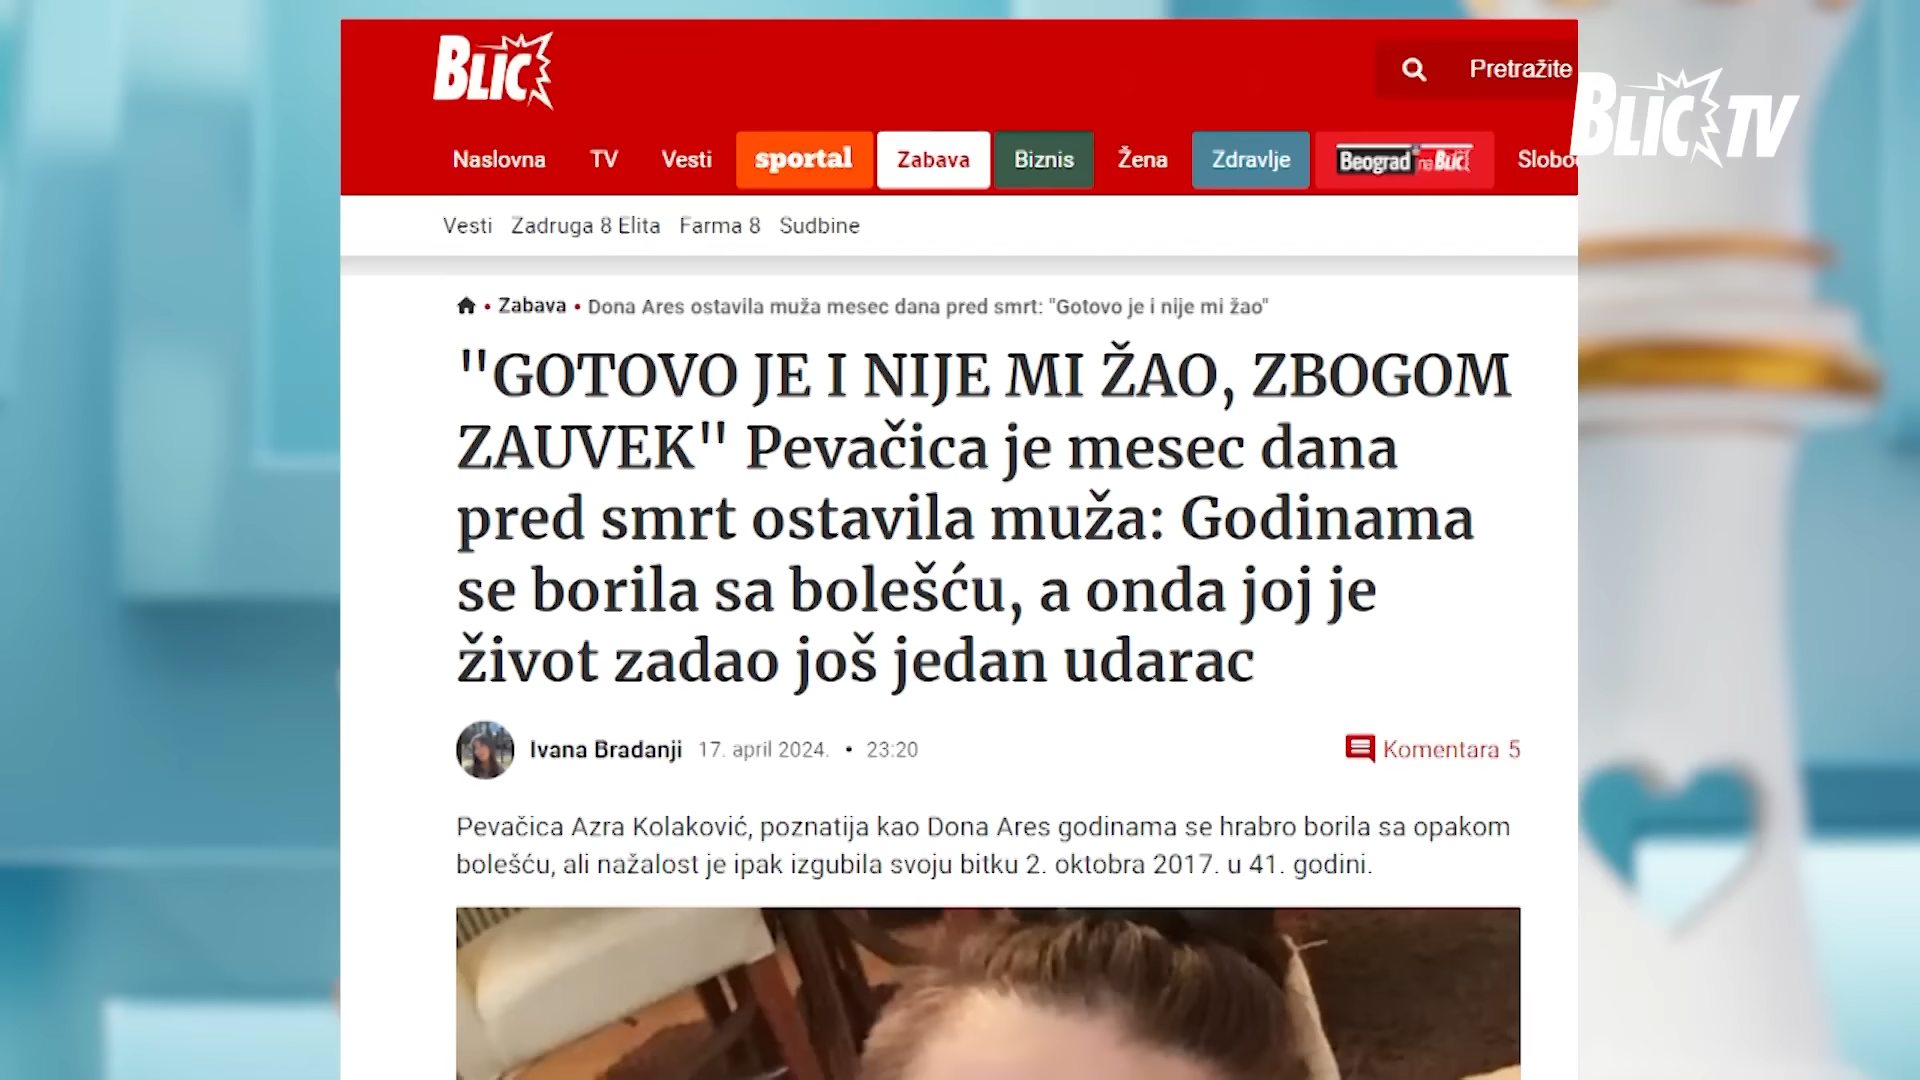 BLIC
Pretražite
BLIC TV
Naslovna TV Vesti sportal Zabava Biznis Žena Zdravlje Beograd na Blic Slobo
Vesti Zadruga 8 Elita Farma 8 Sudbine
Zabava • Dona Ares ostavila muža mesec dana pred smrt: "Gotovo je i nije mi žao"
"GOTOVO JE I NIJE MI ŽAO, ZBOGOM
ZAUVEK" Pevačica je mesec dana
pred smrt ostavila muža: Godinama
se borila sa bolešću, a onda joj je
život zadao još jedan udarac
Ivana Bradanji 17. april 2024. • 23:20
Komentara 5
Pevačica Azra Kolaković, poznatija kao Dona Ares godinama se hrabro borila sa opakom
bolešću, ali nažalost je ipak izgubila svoju bitku 2. oktobra 2017. u 41. godini.